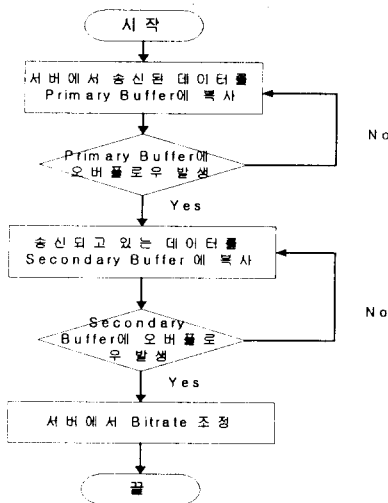 시 작
서버에서 송신된 데이터를
Primary Buffer에 복사
No
Primary Buffer에
오버플로우 발생
Yes
송신되고 있는 데이터를
Secondary Buffer 에 복사
No
Secondary
Buffer에 오버플로
우 발생
Yes
서버에서 Bitrate 조정
끝